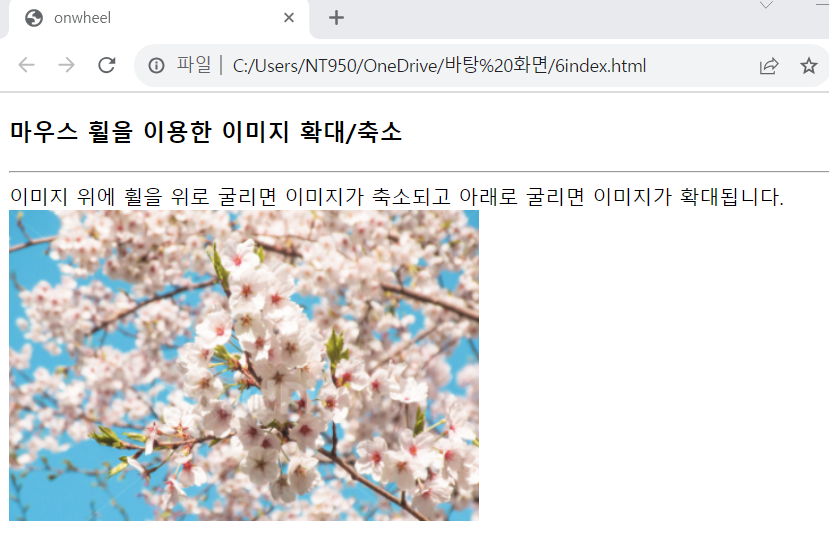 onwheel
파일 C:/Users/NT950/OneDrive/바탕%20화면/6index.html
마우스 휠을 이용한 이미지 확대/축소
이미지 위에 휠을 위로 굴리면 이미지가 축소되고 아래로 굴리면 이미지가 확대됩니다.